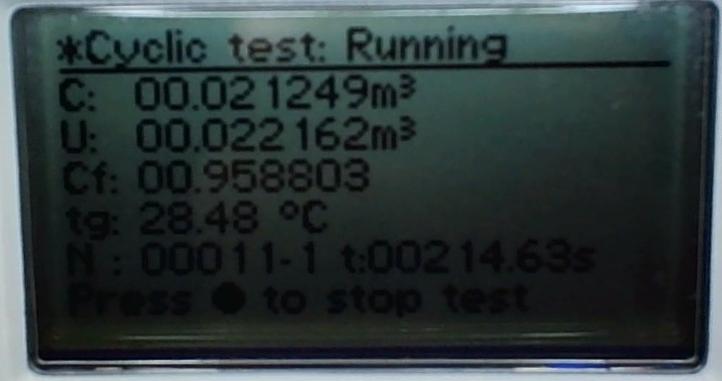 *Cyclic test: Running
C: 00.021249m³
U: 00.022162m³
Cf: 00.958803
tg: 28.48 °C
N : 00011-1 t:00214.63s
Press ● to stop test